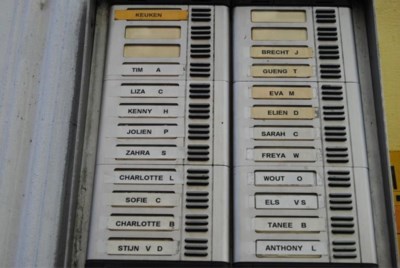 KEUKEN
TIM A
LIZA C
KENNY H
JOLIEN P
ZAHRA S
CHARLOTTE L
SOFIE C
CHARLOTTE B
STIJN V D
BRECHT J
GUENG T
EVA M
ELIEN D
SARAH C
FREYA W
WOUT O
ELS V S
TANEE B
ANTHONY L